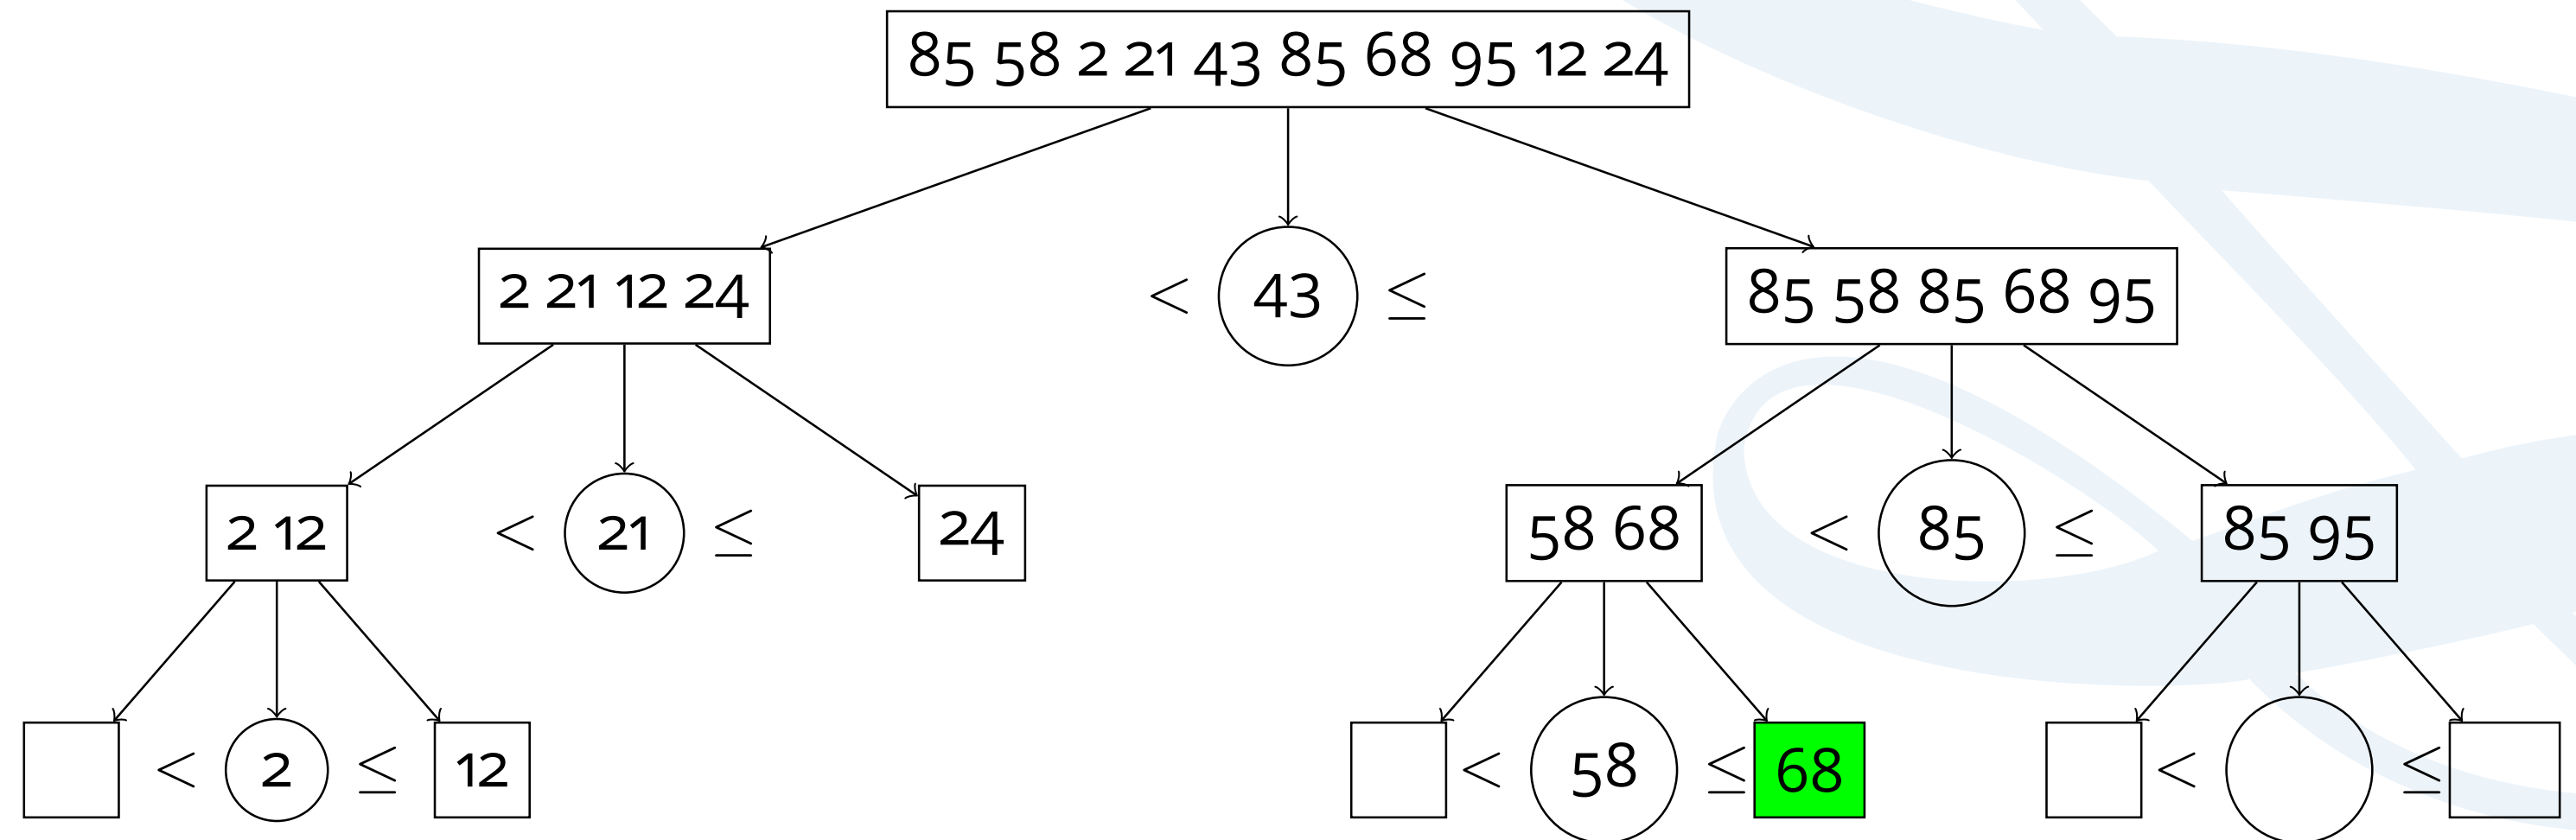 85 58 2 21 43 85 68 95 12 24
2 21 12 24 < 43 ≤ 85 58 85 68 95
2 12 < 21 ≤ 24 58 68 < 85 ≤ 85 95
< 2 ≤ 12 < 58 ≤ 68 < ≤